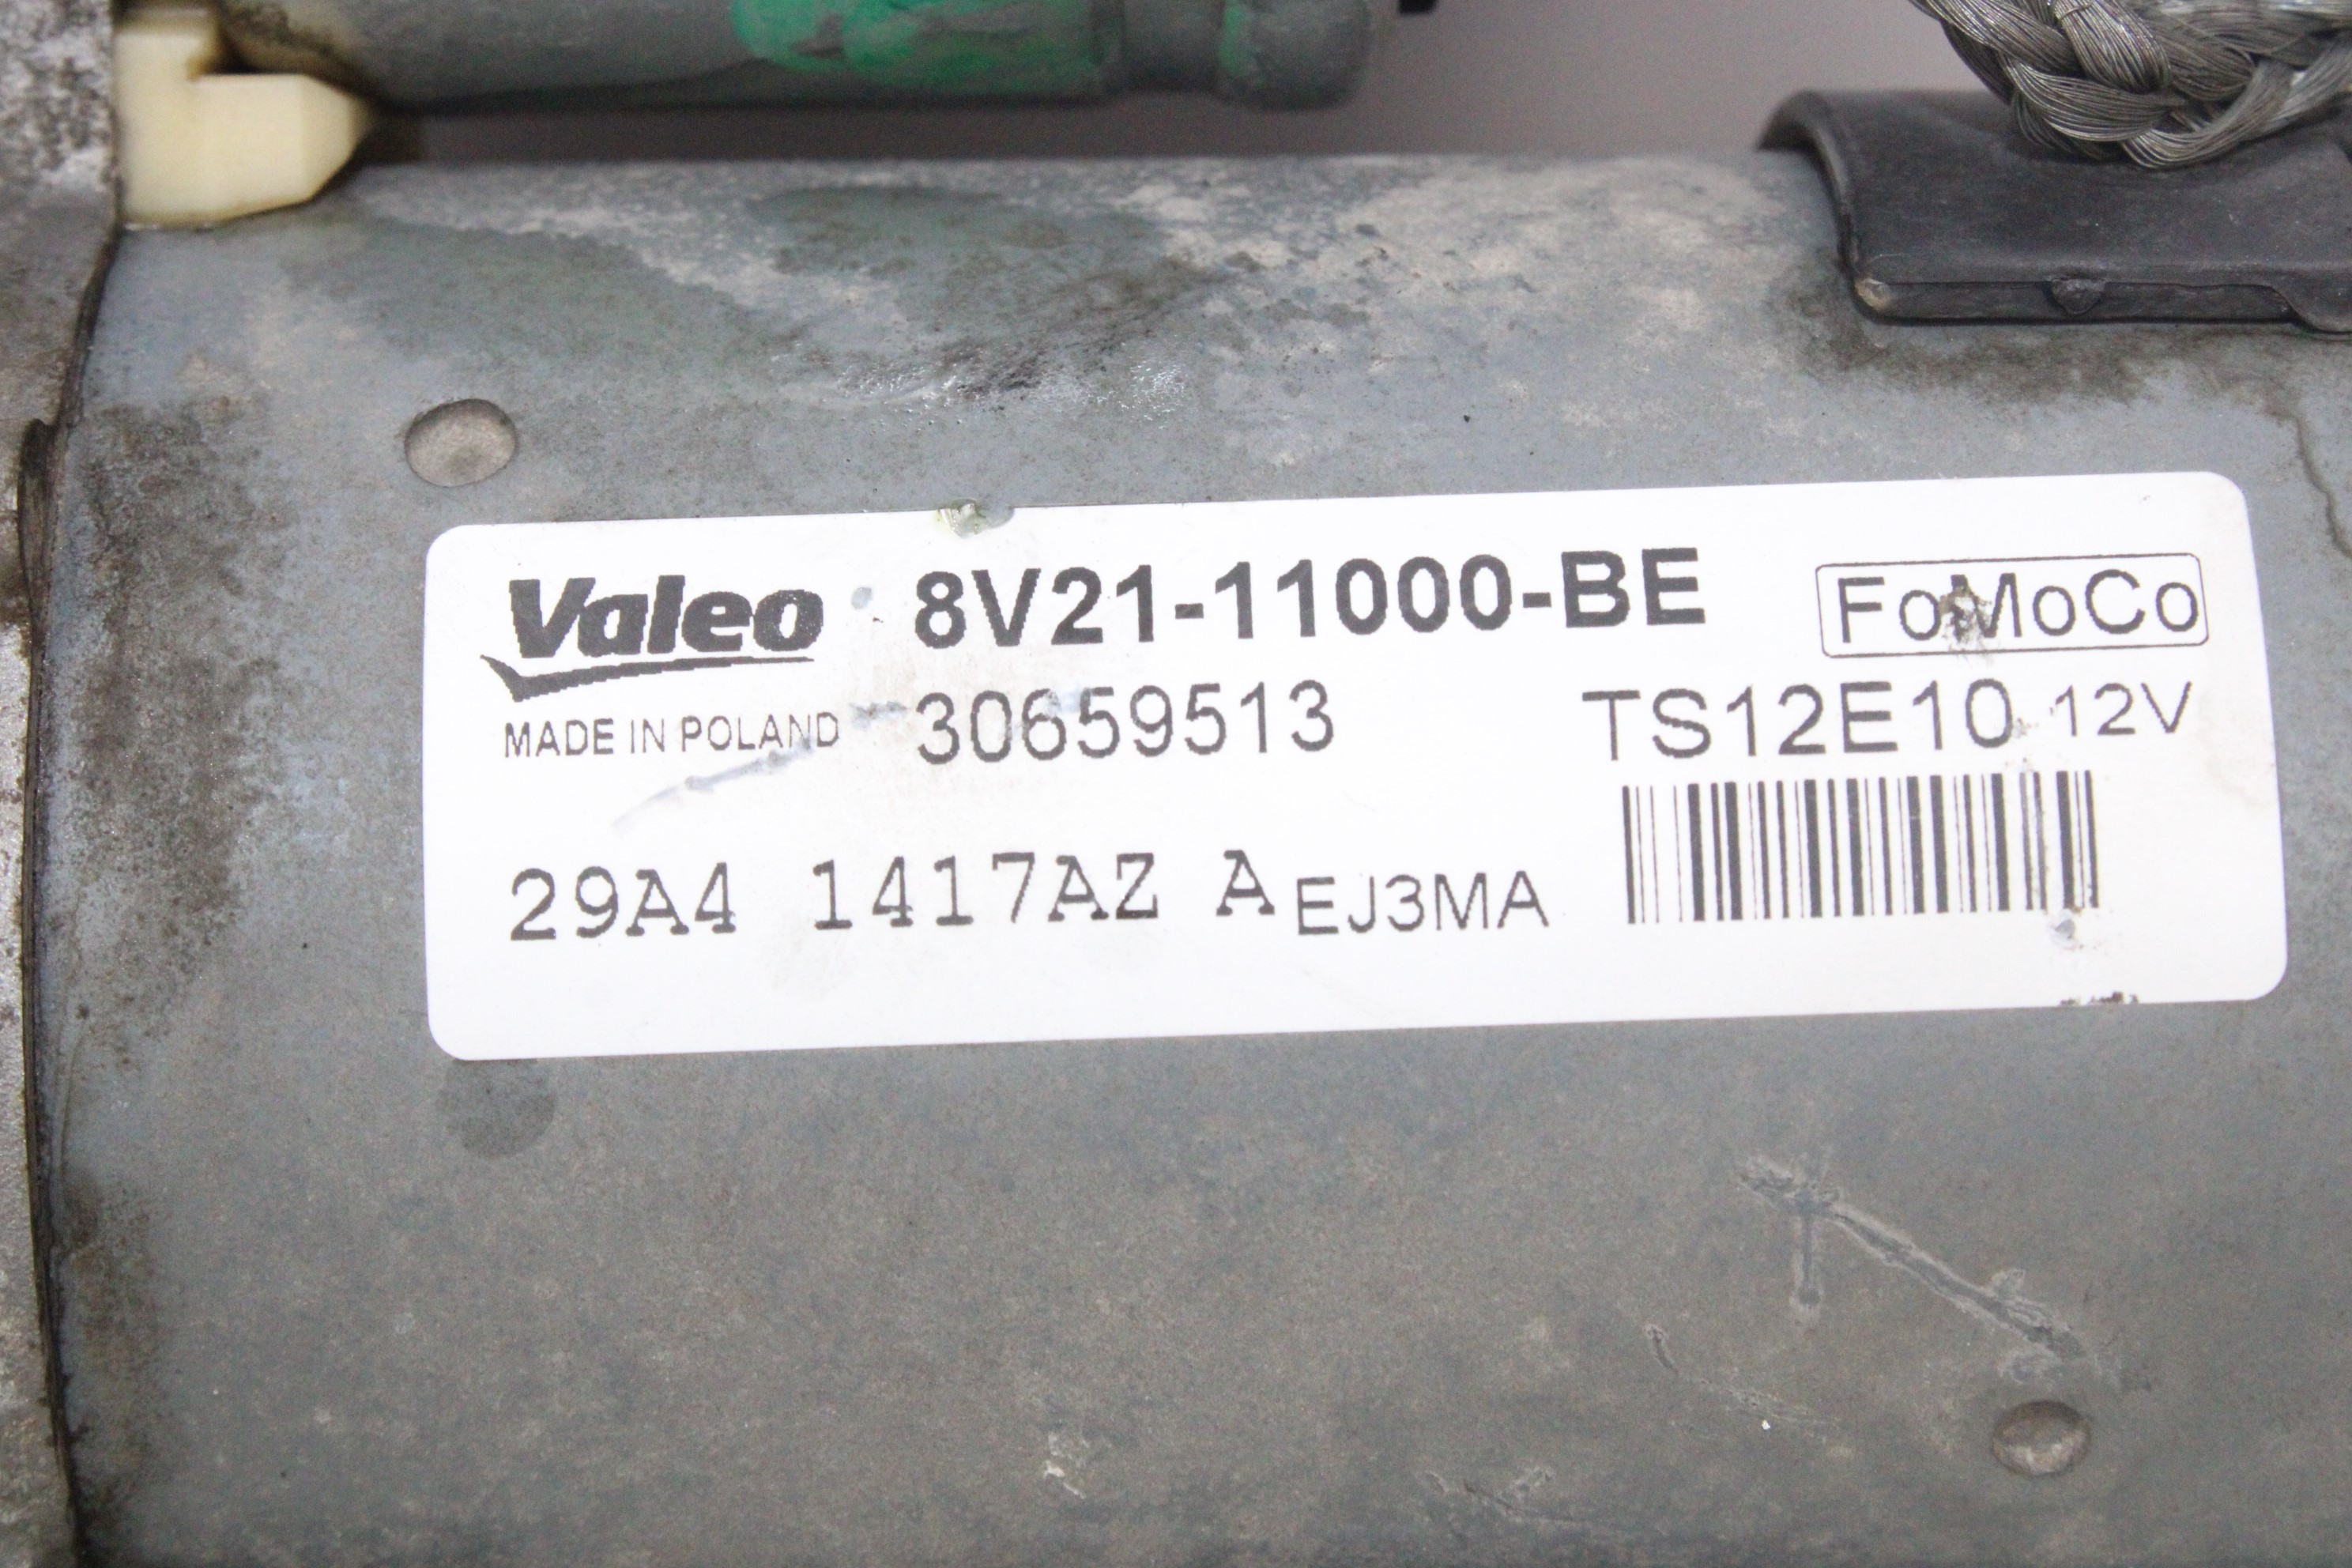 Valeo 8V21-11000-BE FoMoCo
MADE IN POLAND 30659513 TS12E10 12V
29A4 1417AZ A EJ3MA